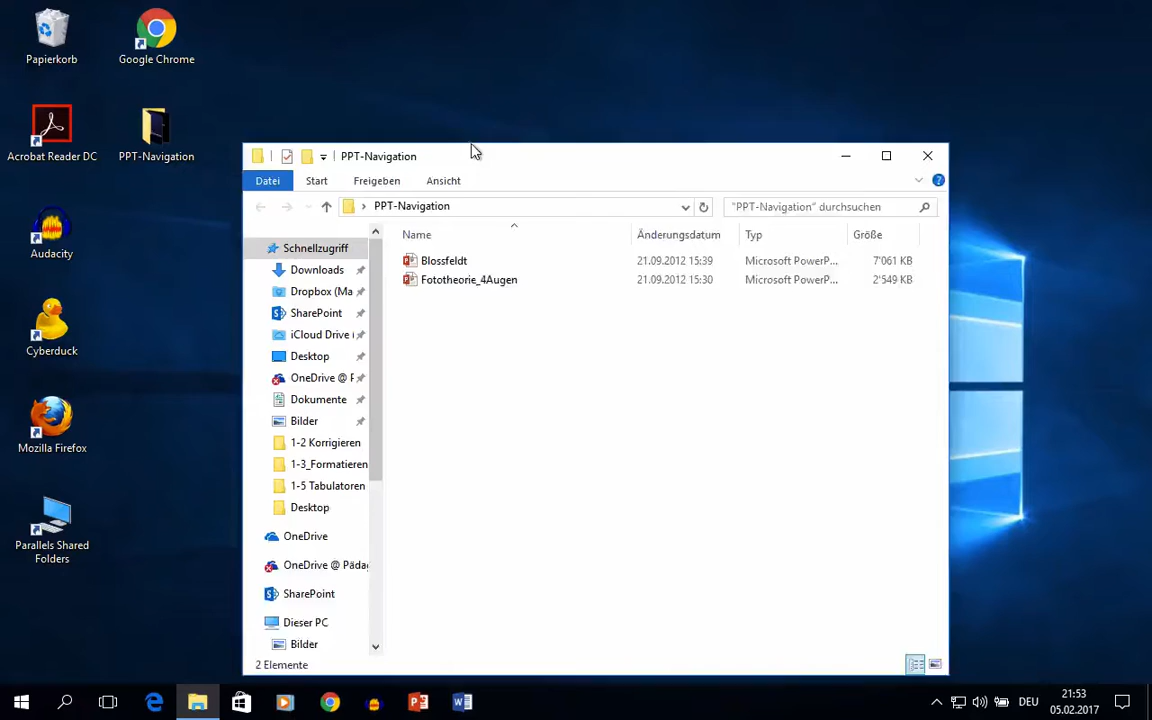 Papierkorb
Google Chrome
Acrobat Reader DC
PPT-Navigation
Audacity
Cyberduck
Mozilla Firefox
Parallels Shared
Folders
PPT-Navigation
Datei Start Freigeben Ansicht
PPT-Navigation
"PPT-Navigation" durchsuchen
Name Änderungsdatum Typ Größe
Blossfeldt 21.09.2012 15:39 Microsoft PowerP... 7'061 KB
Fototheorie_4Augen 21.09.2012 15:30 Microsoft PowerP... 2'549 KB
Schnellzugriff
Downloads
Dropbox (Ma
SharePoint
iCloud Drive (
Desktop
OneDrive @ P
Dokumente
Bilder
1-2 Korrigieren
1-3_Formatieren
1-5 Tabulatoren
Desktop
OneDrive
OneDrive @ Pädag
SharePoint
Dieser PC
Bilder
2 Elemente
DEU
21:53
05.02.2017